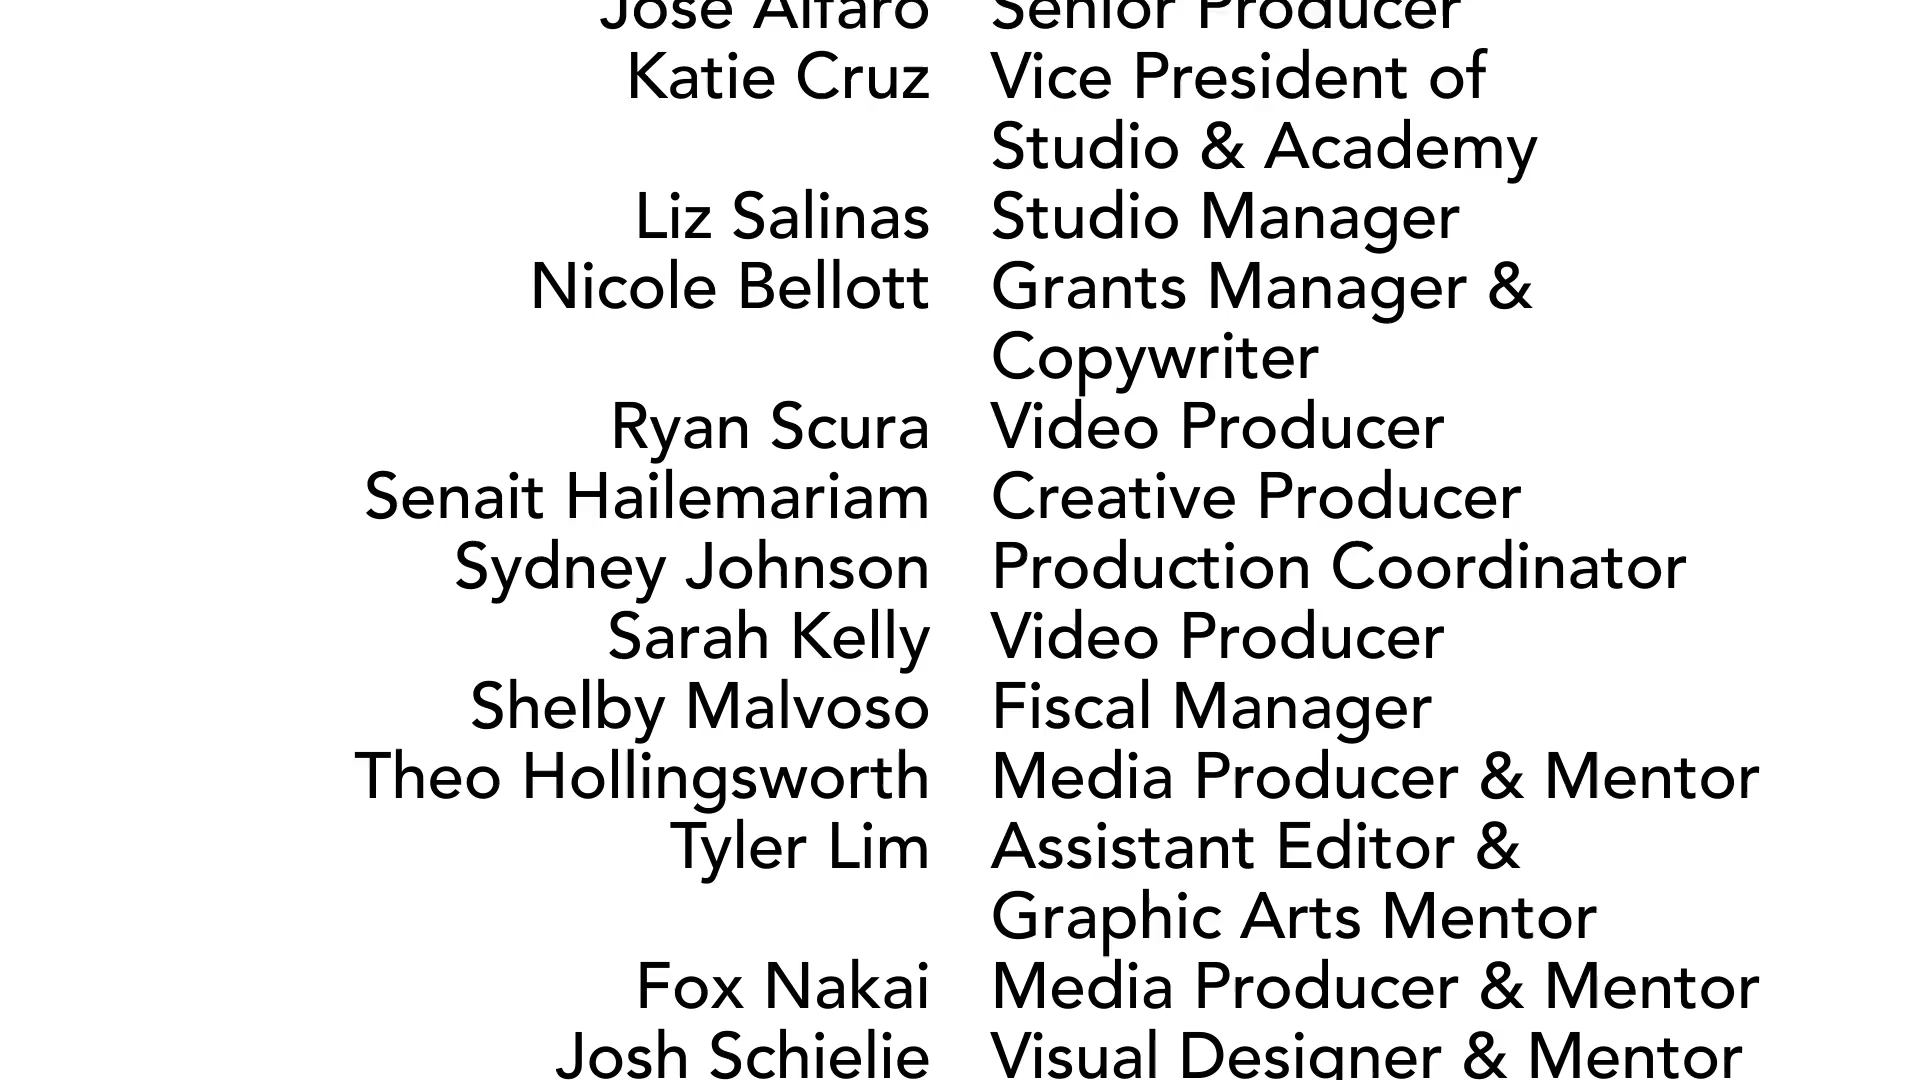 Jose Alfaro Senior Producer
Katie Cruz Vice President of
Studio & Academy
Liz Salinas Studio Manager
Nicole Bellott Grants Manager &
Copywriter
Ryan Scura Video Producer
Senait Hailemariam Creative Producer
Sydney Johnson Production Coordinator
Sarah Kelly Video Producer
Shelby Malvoso Fiscal Manager
Theo Hollingsworth Media Producer & Mentor
Tyler Lim Assistant Editor &
Graphic Arts Mentor
Fox Nakai Media Producer & Mentor
Josh Schielie Visual Designer & Mentor